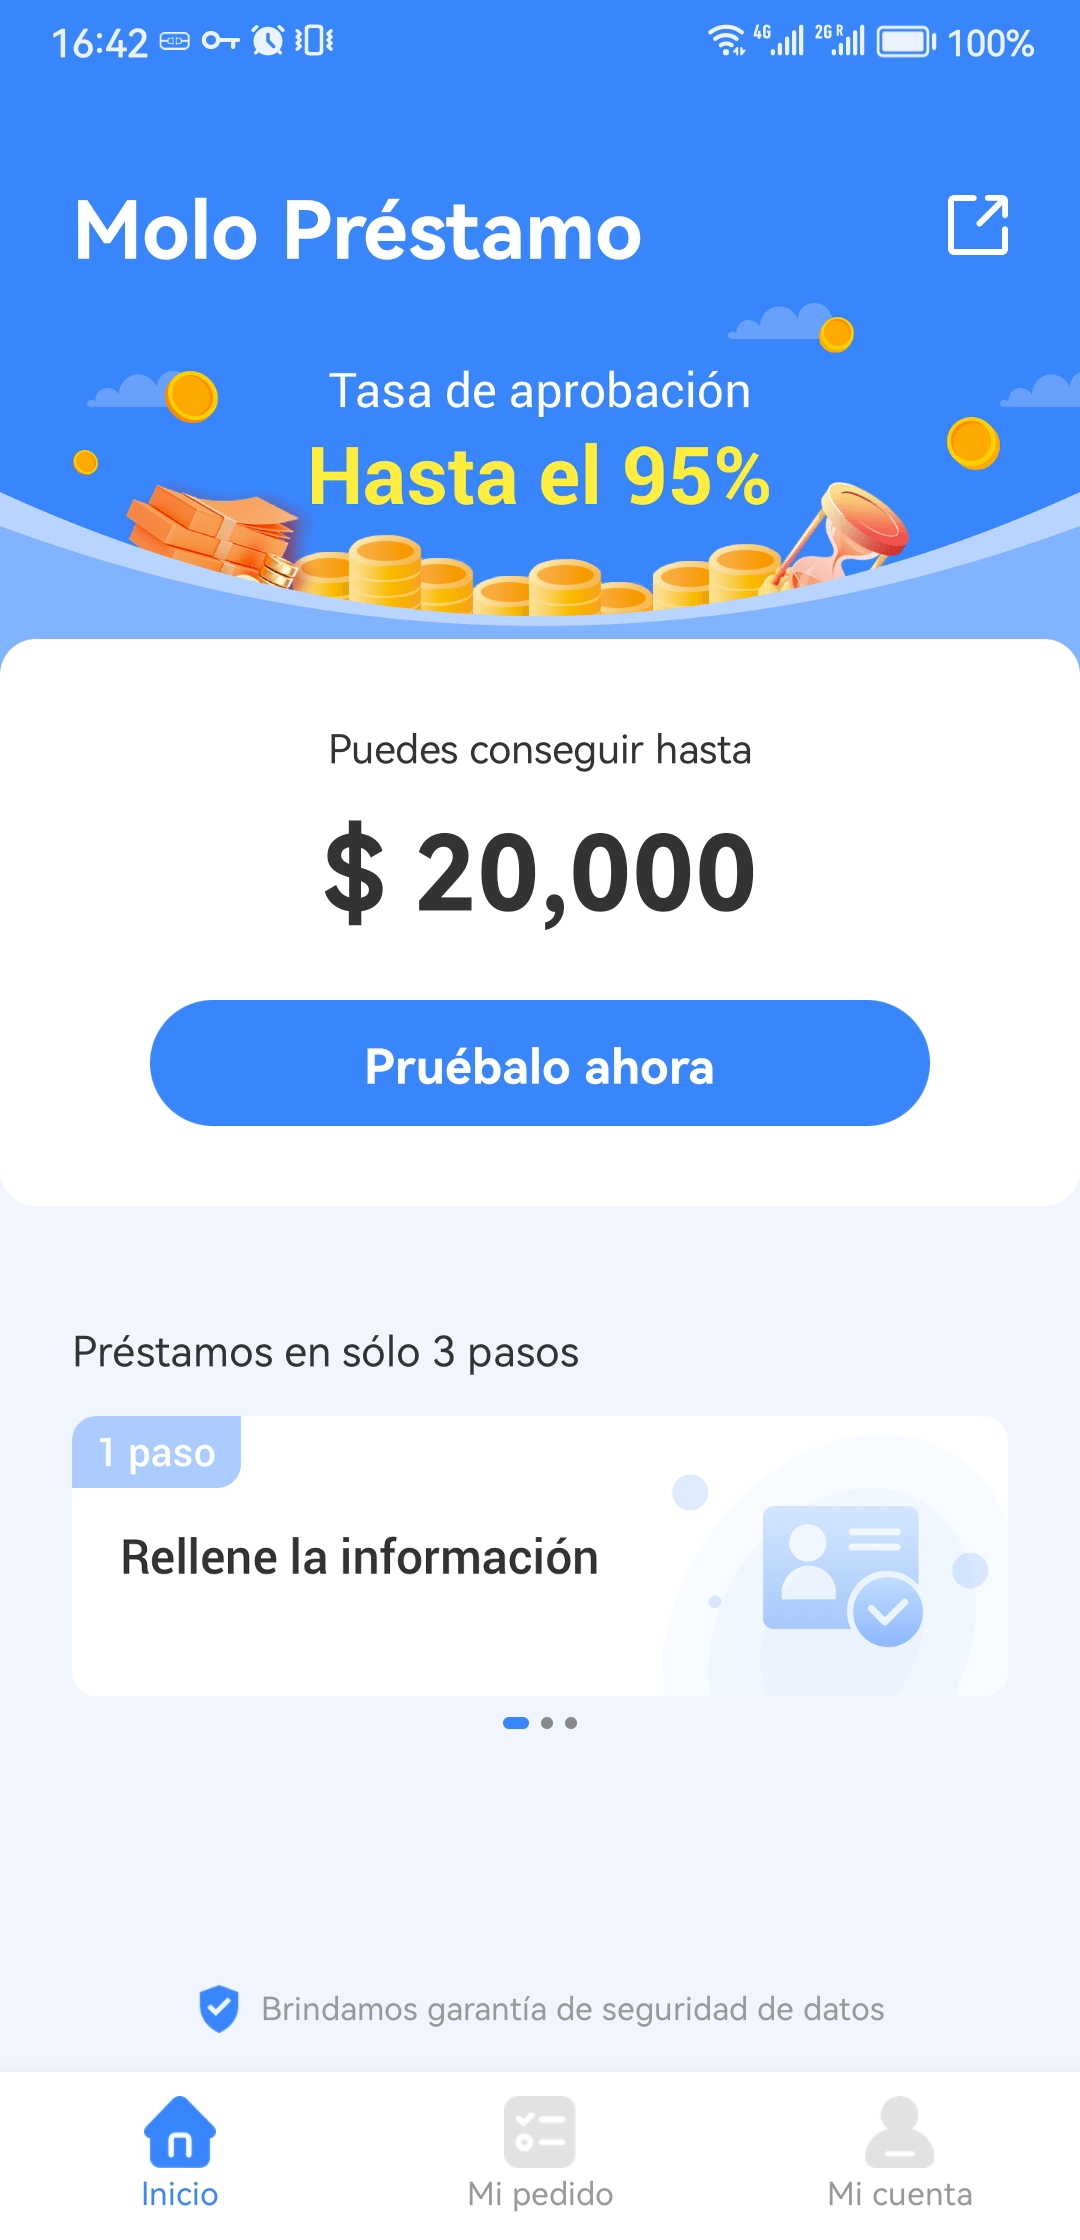 16:42 4G 2G R 100%
Molo Préstamo
Tasa de aprobación
Hasta el 95%
Puedes conseguir hasta
$ 20,000
Pruébalo ahora
Préstamos en sólo 3 pasos
1 paso
Rellene la información
Brindamos garantía de seguridad de datos
Inicio Mi pedido Mi cuenta